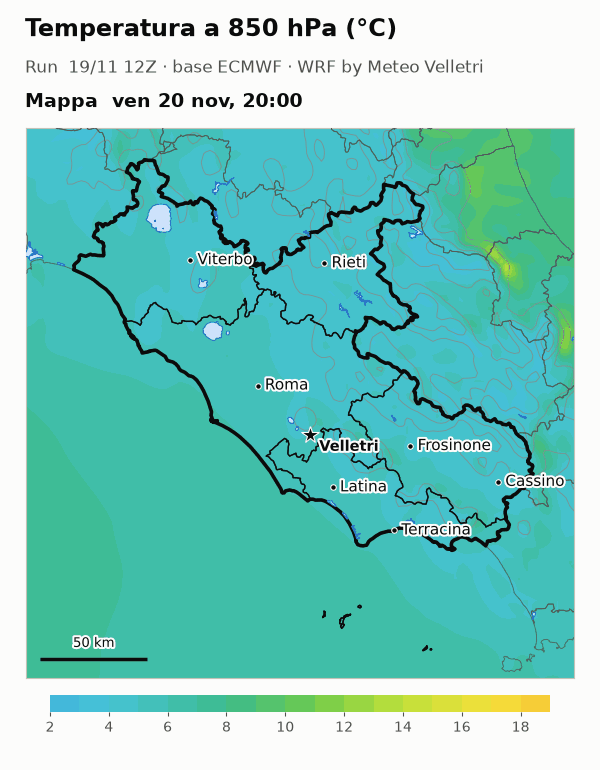 Temperatura a 850 hPa (°C)
Run  19/11 12Z · base ECMWF · WRF by Meteo Velletri
Mappa  ven 20 nov, 20:00
Viterbo
Rieti
Roma
Velletri
Frosinone
Cassino
Latina
Terracina
50 km
2 4 6 8 10 12 14 16 18